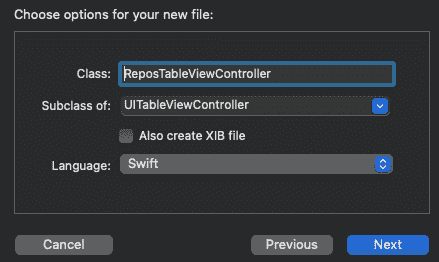 Choose options for your new file:
Class: ReposTableViewController
Subclass of: UITableViewController
Also create XIB file
Language: Swift
Cancel Previous Next